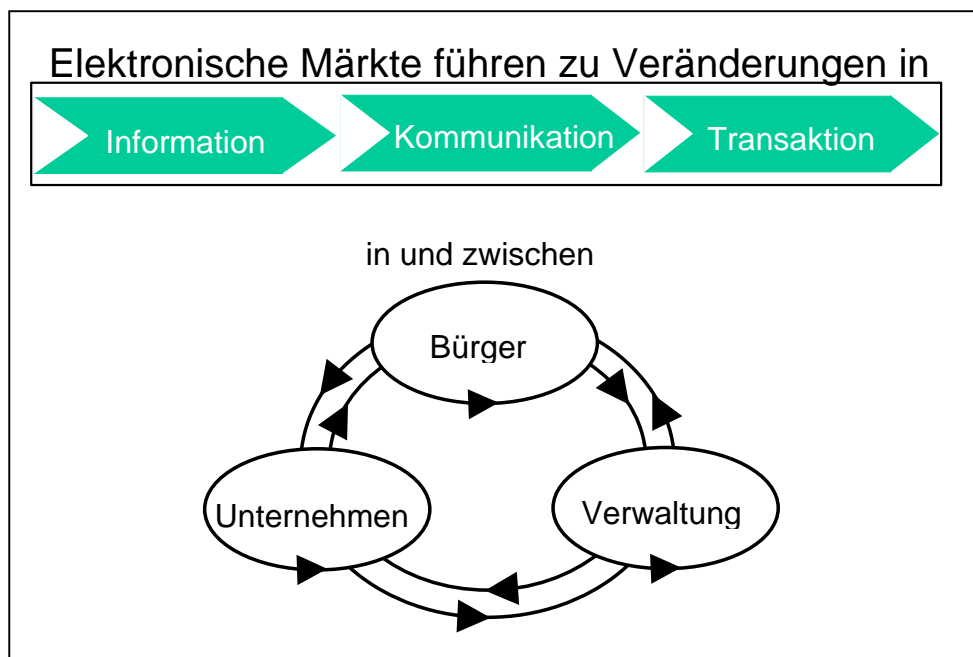 Elektronische Märkte führen zu Veränderungen in
Information Kommunikation Transaktion
in und zwischen
Bürger
Unternehmen Verwaltung